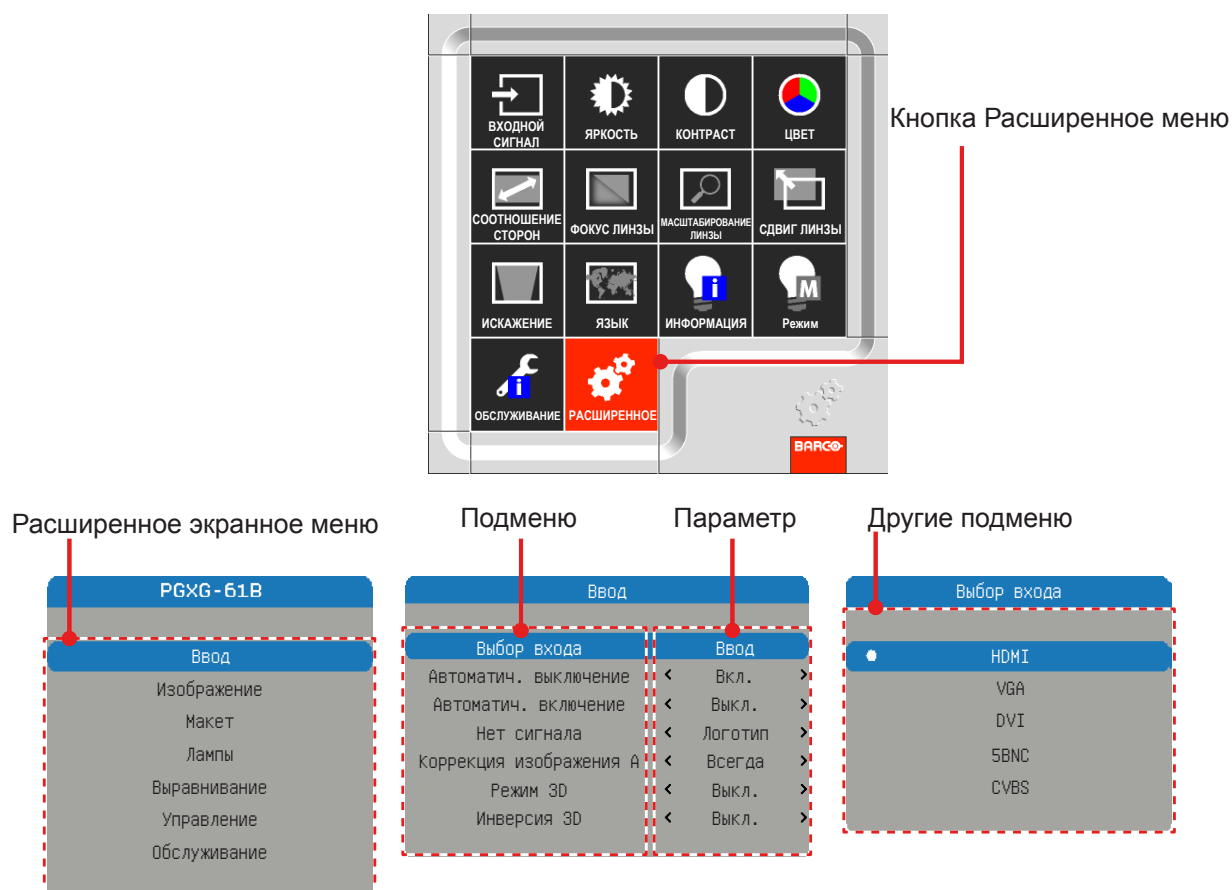 ВХОДНОЙ
СИГНАЛ
ЯРКОСТЬ
КОНТРАСТ
ЦВЕТ
Кнопка Расширенное меню
СООТНОШЕНИЕ
СТОРОН
ФОКУС ЛИНЗЫ
МАСШТАБИРОВАНИЕ
ЛИНЗЫ
СДВИГ ЛИНЗЫ
ИСКАЖЕНИЕ
ЯЗЫК
i
ИНФОРМАЦИЯ
M
Режим
i
ОБСЛУЖИВАНИЕ
РАСШИРЕННОЕ
BARCO
Расширенное экранное меню
Подменю
Параметр
Другие подменю
PGXG-61B
Ввод
Изображение
Макет
Лампы
Выравнивание
Управление
Обслуживание
Ввод
Выбор входа Ввод
Автоматич. выключение < Вкл. >
Автоматич. включение < Выкл. >
Нет сигнала < Логотип >
Коррекция изображения А < Всегда >
Режим 3D < Выкл. >
Инверсия 3D < Выкл. >
Выбор входа
HDMI
VGA
DVI
5BNC
CVBS